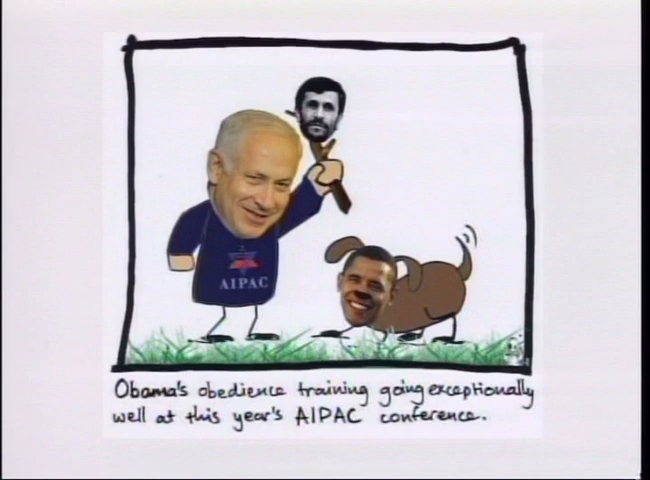 AIPAC
Obama's obedience training going exceptionally
well at this year's AIPAC conference.